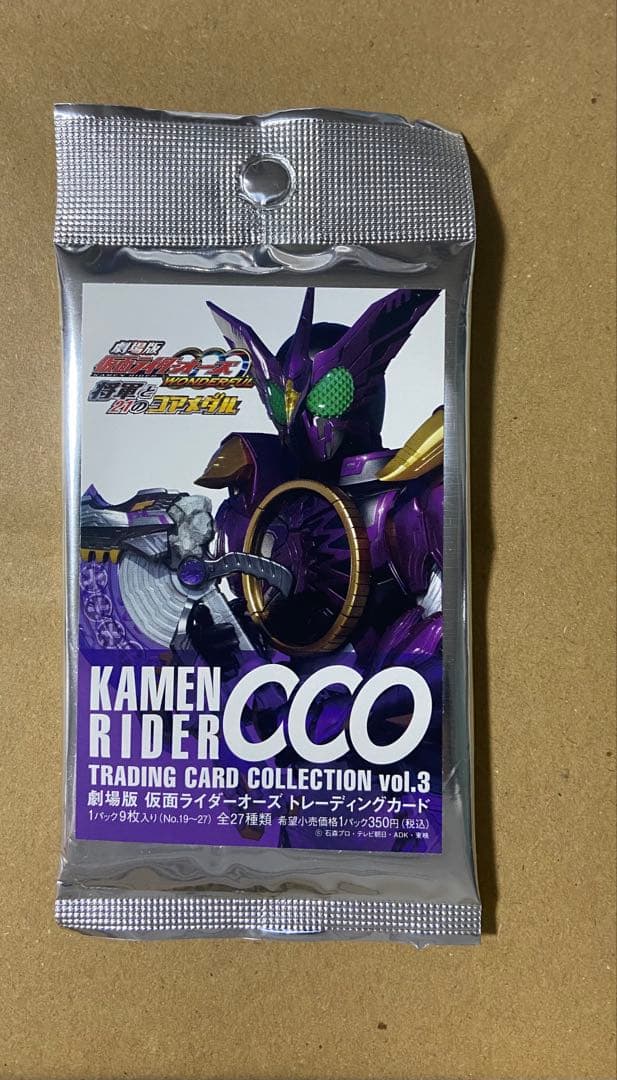 劇場版
仮面ライダーオーズ
WONDERFUL
将軍と
21のコアメダル
KAMEN
RIDER OOO
TRADING CARD COLLECTION vol.3
劇場版 仮面ライダーオーズ トレーディングカード
1パック9枚入り(No.19〜27) 全27種類 希望小売価格1パック350円(税込)
Ⓢ 石森プロ・テレビ朝日・ADK・東映